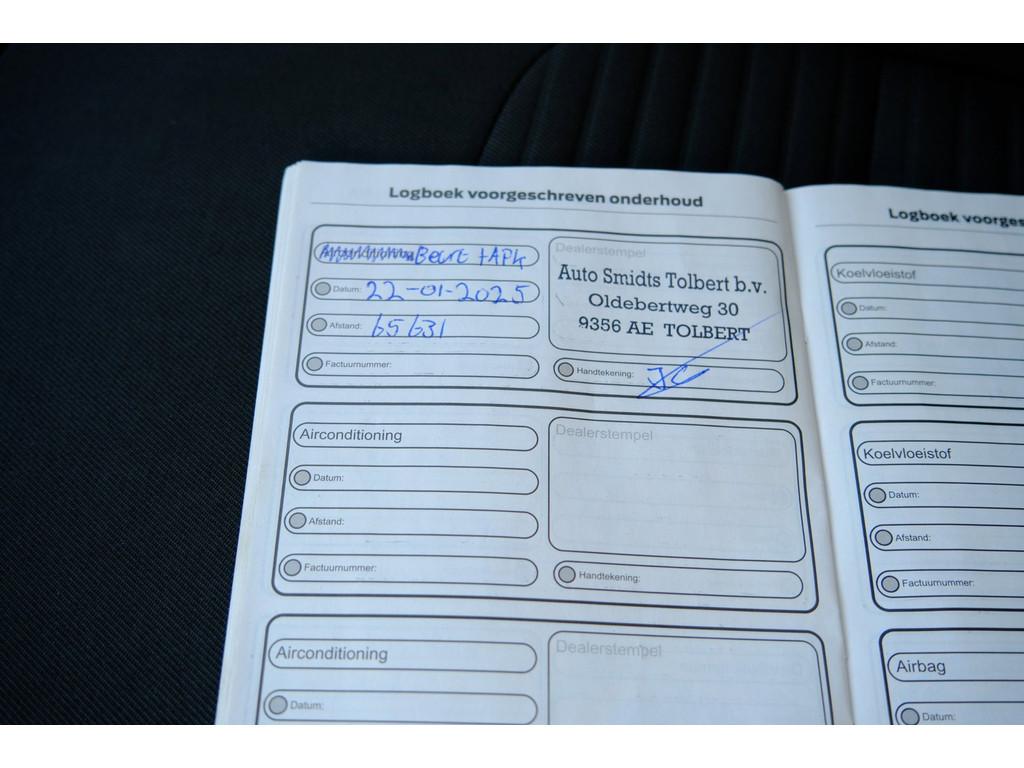 Logboek voorgeschreven onderhoud
Beurt + APK
Datum: 22-01-2025
Afstand: 65631
Factuurnummer:
Dealerstempel
Auto Smidts Tolbert b.v.
Oldebertweg 30
9356 AE TOLBERT
Handtekening:
Airconditioning
Datum:
Afstand:
Factuurnummer:
Dealerstempel
Handtekening:
Airconditioning
Datum:
Dealerstempel
Logboek voorges
Koelvloeistof
Datum:
Afstand:
Factuurnummer:
Koelvloeistof
Datum:
Afstand:
Factuurnummer:
Airbag
Datum: